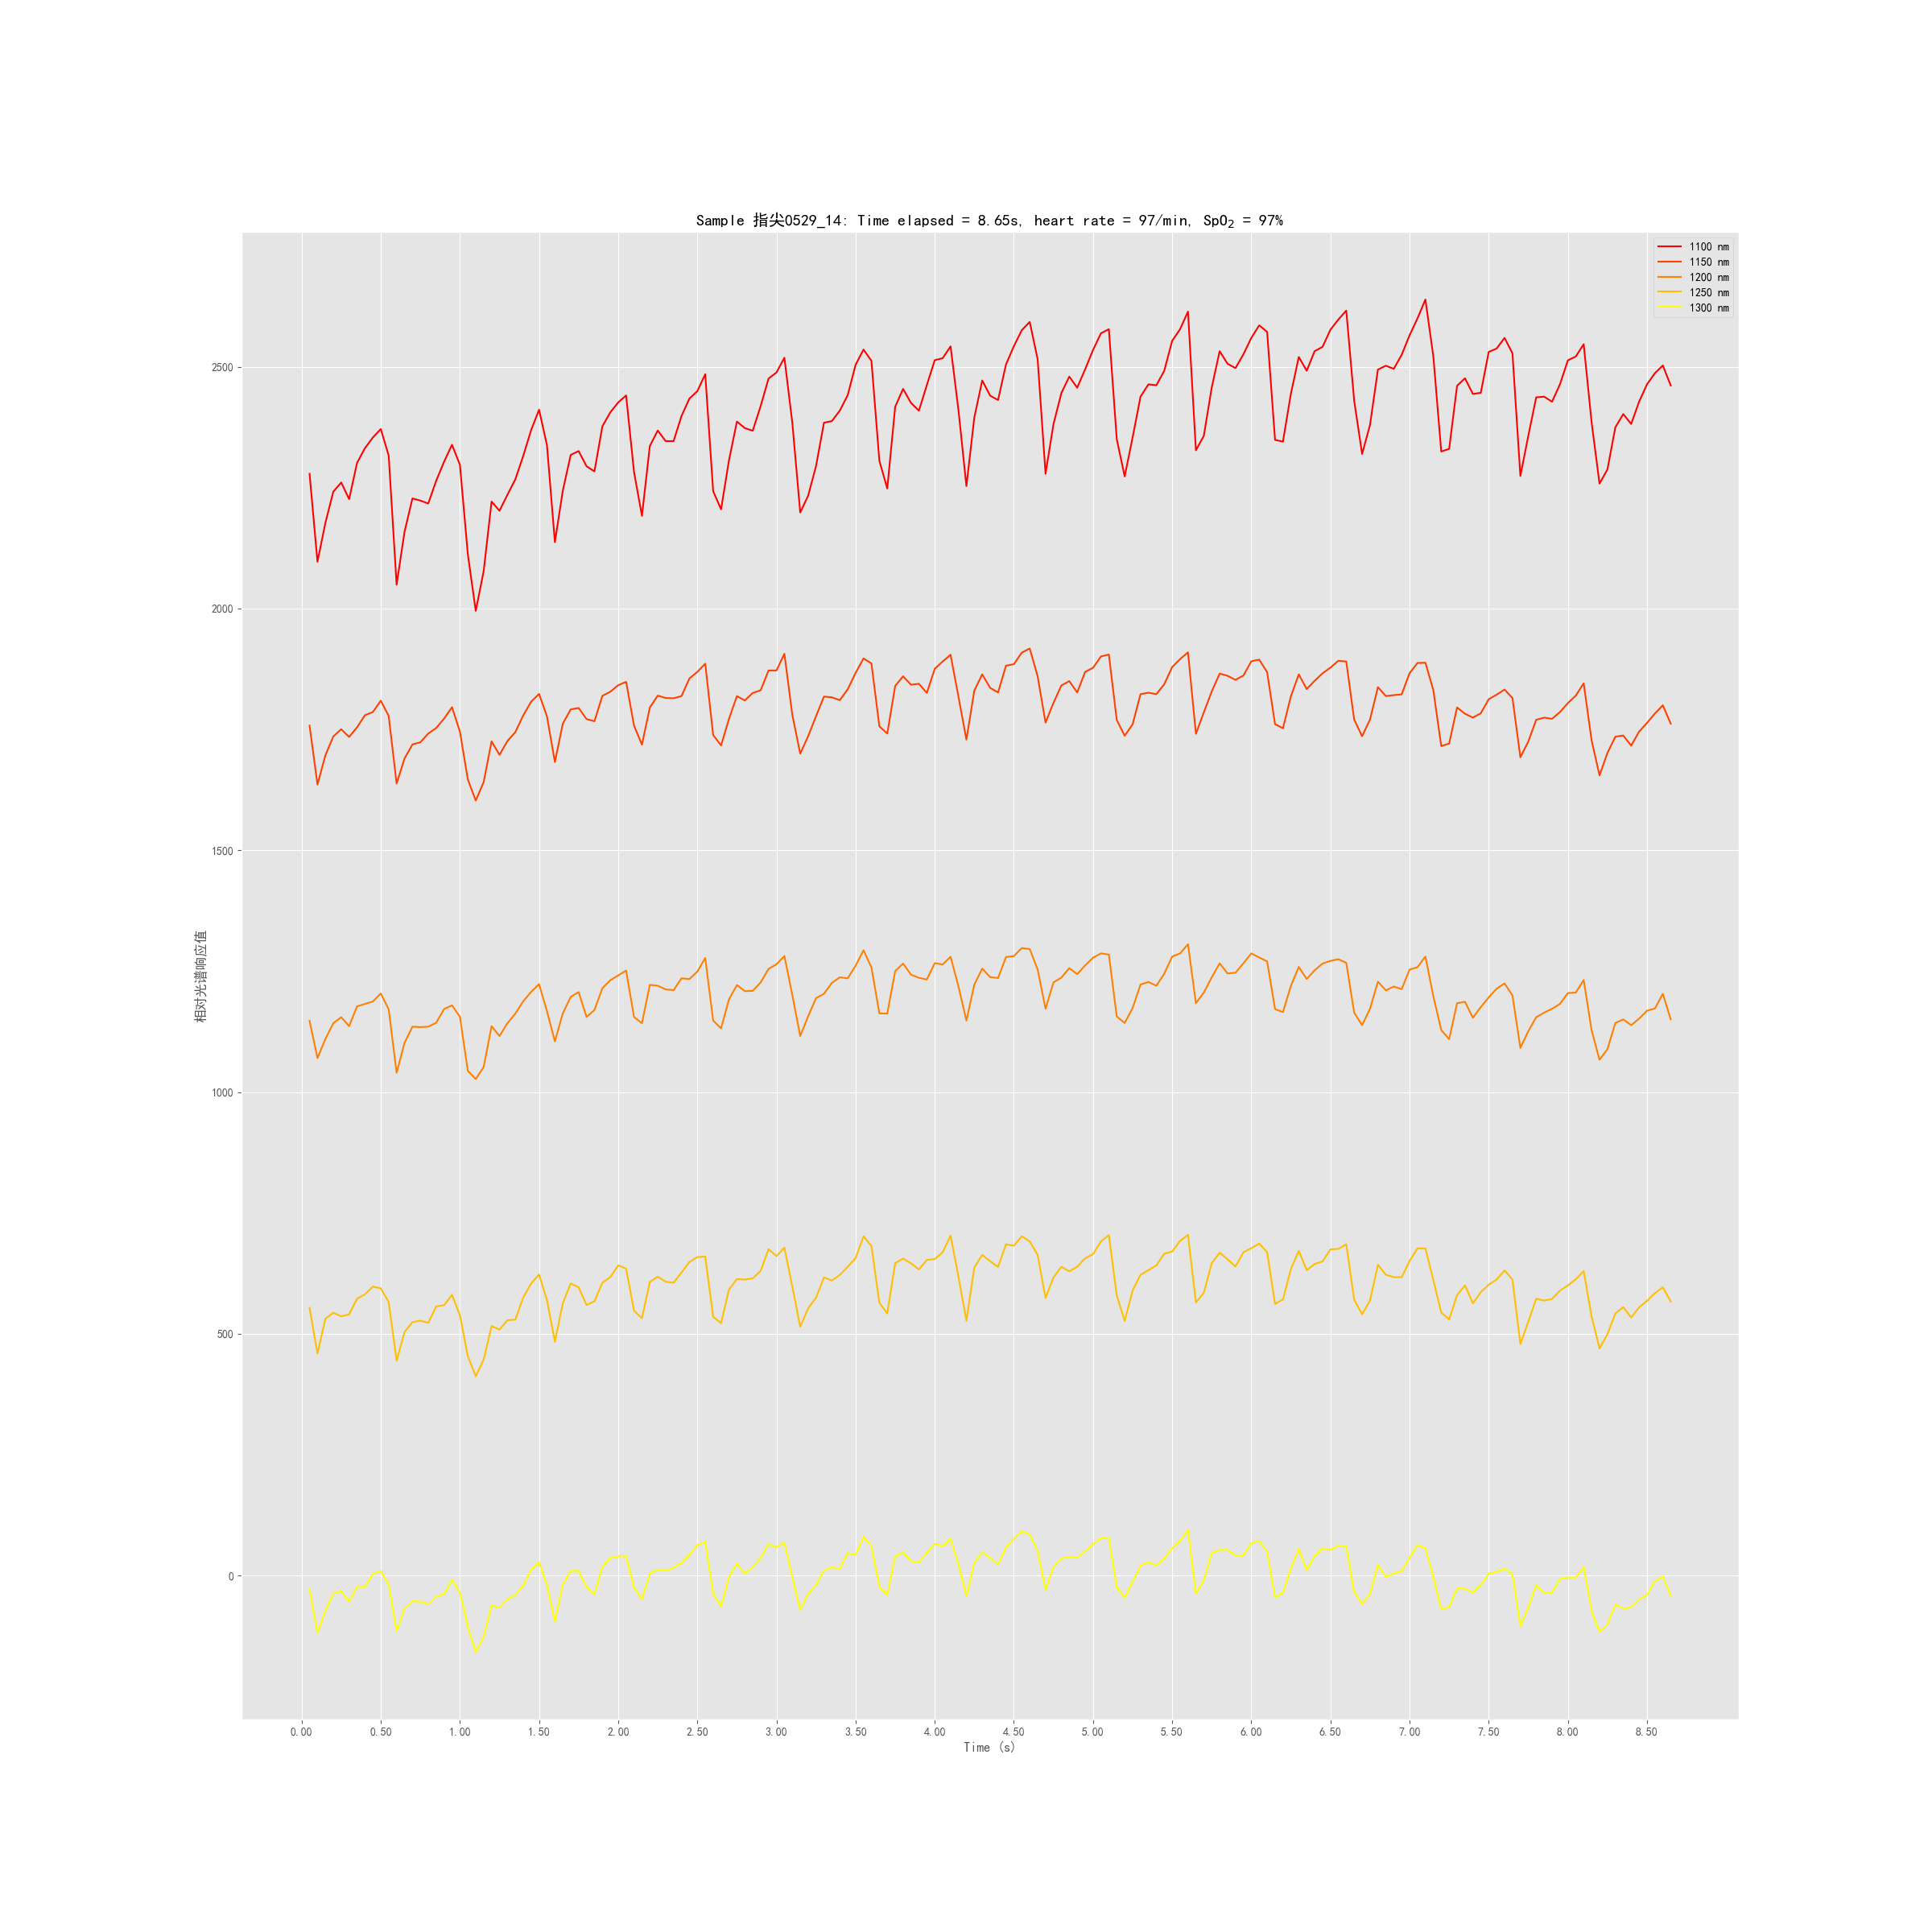 Sample 指尖0529_14: Time elapsed = 8.65s, heart rate = 97/min, SpO2 = 97%
1100 nm
1150 nm
1200 nm
1250 nm
1300 nm
2500
2000
1500
1000
500
0
相对光谱响应值
0.00 0.50 1.00 1.50 2.00 2.50 3.00 3.50 4.00 4.50 5.00 5.50 6.00 6.50 7.00 7.50 8.00 8.50
Time (s)